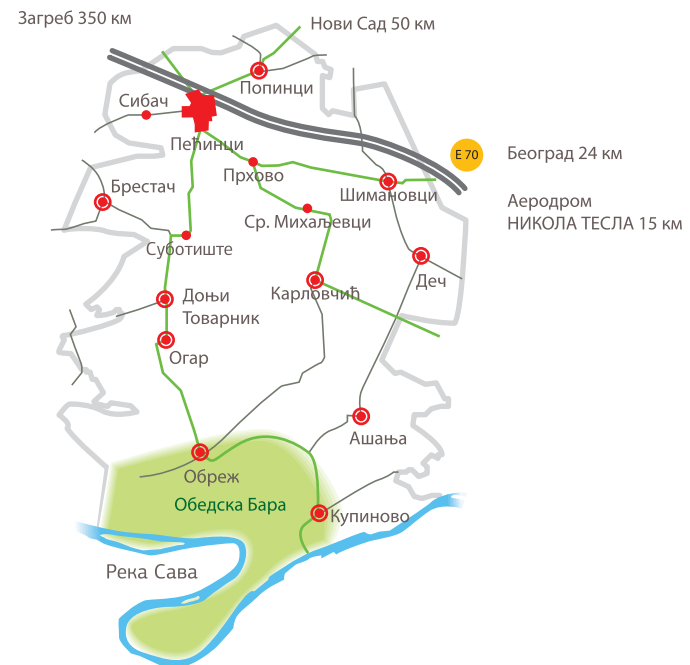 Загреб 350 км
Нови Сад 50 км
Попинци
Сибач
Пећинци
E 70
Београд 24 км
Прхово
Брестач
Шимановци
Аеродром
НИКОЛА ТЕСЛА 15 км
Ср. Михаљевци
Суботиште
Деч
Карловчић
Доњи
Товарник
Огар
Ашања
Обреж
Обедска Бара
Купиново
Река Сава